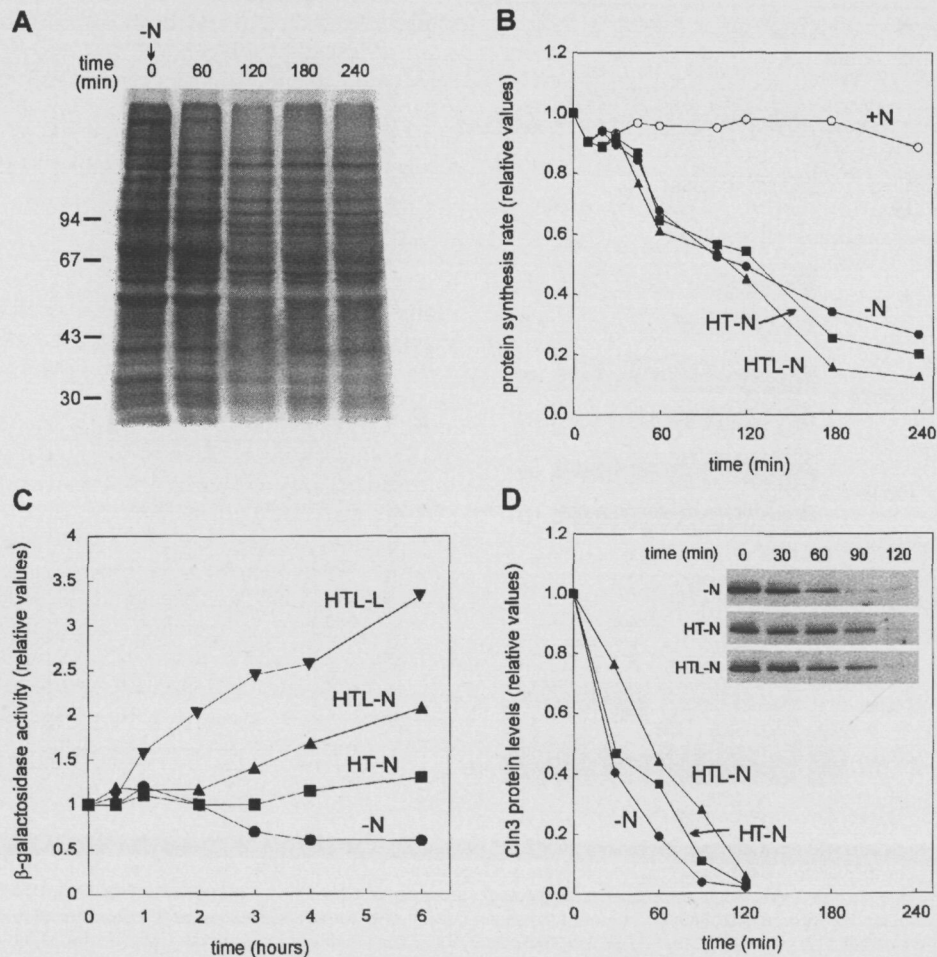 A
-N
time (min) 0 60 120 180 240
94
67
43
30
B
protein synthesis rate (relative values)
1.2
1.0
0.8
0.6
0.4
0.2
0.0
+N
-N
HT-N
HTL-N
0 60 120 180 240
time (min)
C
β-galactosidase activity (relative values)
4
3.5
3
2.5
2
1.5
1
0.5
0
HTL-L
HTL-N
HT-N
-N
0 1 2 3 4 5 6
time (hours)
D
Cln3 protein levels (relative values)
1.2
1.0
0.8
0.6
0.4
0.2
0.0
time (min) 0 30 60 90 120
-N
HT-N
HTL-N
HTL-N
-N
HT-N
0 60 120 180 240
time (min)